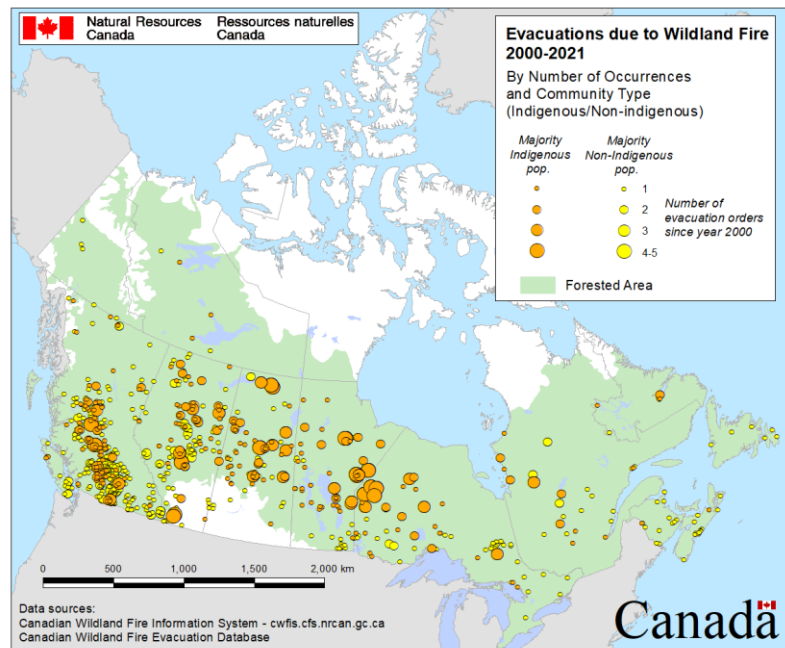 Natural Resources Ressources naturelles
Canada Canada
Evacuations due to Wildland Fire
2000-2021
By Number of Occurrences
and Community Type
(Indigenous/Non-indigenous)
Majority Majority
Indigenous Non-Indigenous
pop. pop.
1
2 Number of
3 evacuation orders
4-5 since year 2000
Forested Area
0 500 1,000 1,500 2,000 km
Data sources:
Canadian Wildland Fire Information System - cwfis.cfs.nrcan.gc.ca
Canadian Wildland Fire Evacuation Database
Canada